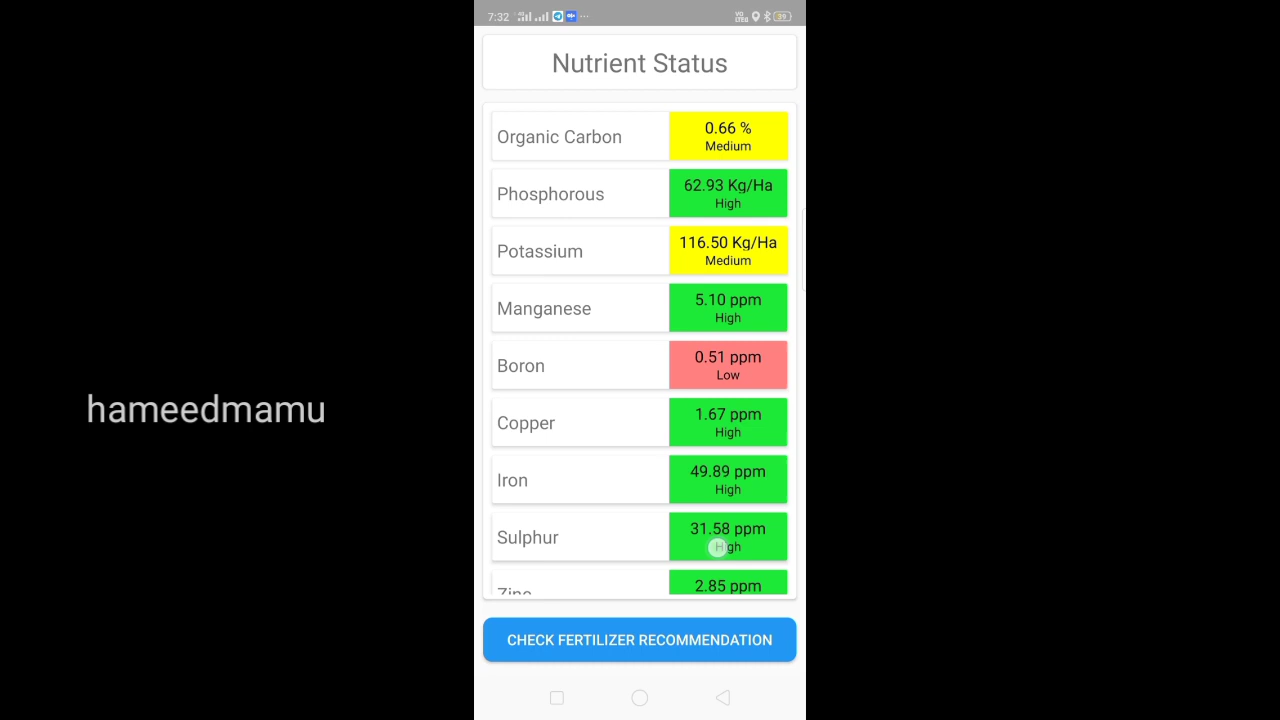 7:32
Nutrient Status
Organic Carbon
0.66 %
Medium
Phosphorous
62.93 Kg/Ha
High
Potassium
116.50 Kg/Ha
Medium
Manganese
5.10 ppm
High
Boron
0.51 ppm
Low
hameedmamu
Copper
1.67 ppm
High
Iron
49.89 ppm
High
Sulphur
31.58 ppm
High
Zinc
2.85 ppm
CHECK FERTILIZER RECOMMENDATION